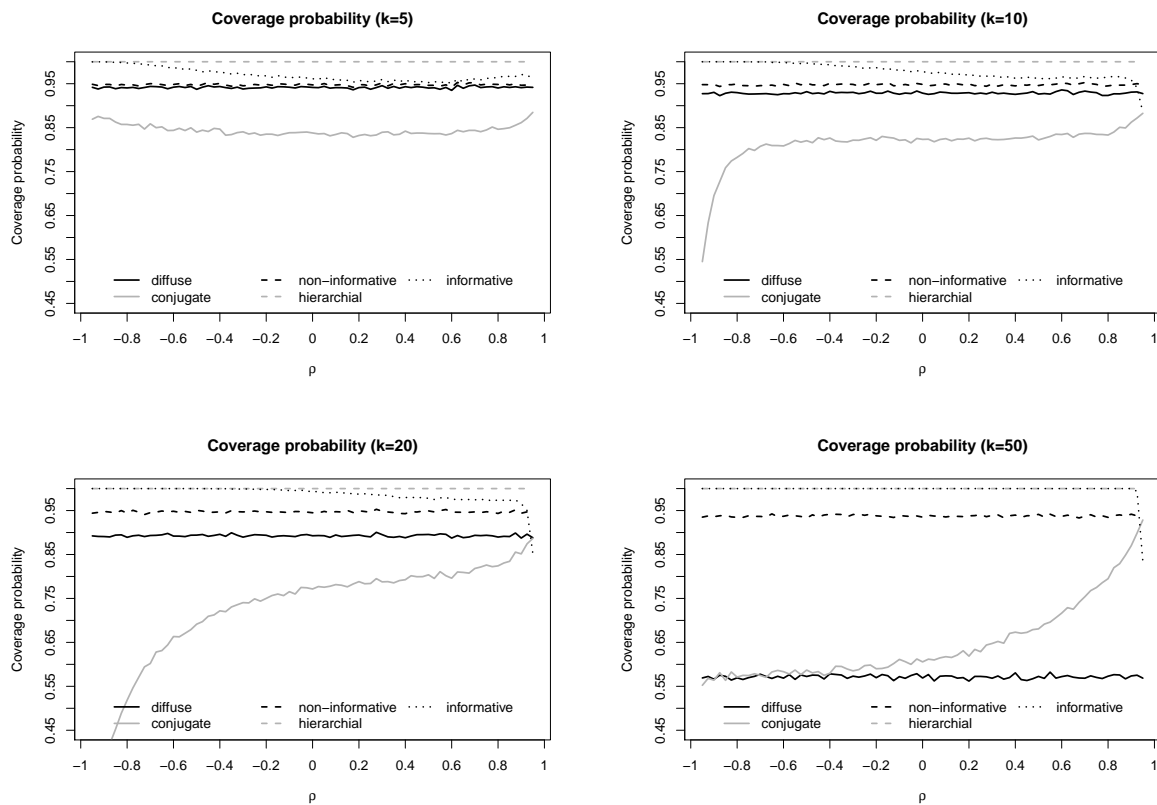 Coverage probability (k=5)
Coverage probability
0.45 0.55 0.65 0.75 0.85 0.95
diffuse non−informative informative
conjugate hierarchial
−1 −0.8 −0.6 −0.4 −0.2 0 0.2 0.4 0.6 0.8 1
ρ
Coverage probability (k=10)
Coverage probability
0.45 0.55 0.65 0.75 0.85 0.95
diffuse non−informative informative
conjugate hierarchial
−1 −0.8 −0.6 −0.4 −0.2 0 0.2 0.4 0.6 0.8 1
ρ
Coverage probability (k=20)
Coverage probability
0.45 0.55 0.65 0.75 0.85 0.95
diffuse non−informative informative
conjugate hierarchial
−1 −0.8 −0.6 −0.4 −0.2 0 0.2 0.4 0.6 0.8 1
ρ
Coverage probability (k=50)
Coverage probability
0.45 0.55 0.65 0.75 0.85 0.95
diffuse non−informative informative
conjugate hierarchial
−1 −0.8 −0.6 −0.4 −0.2 0 0.2 0.4 0.6 0.8 1
ρ